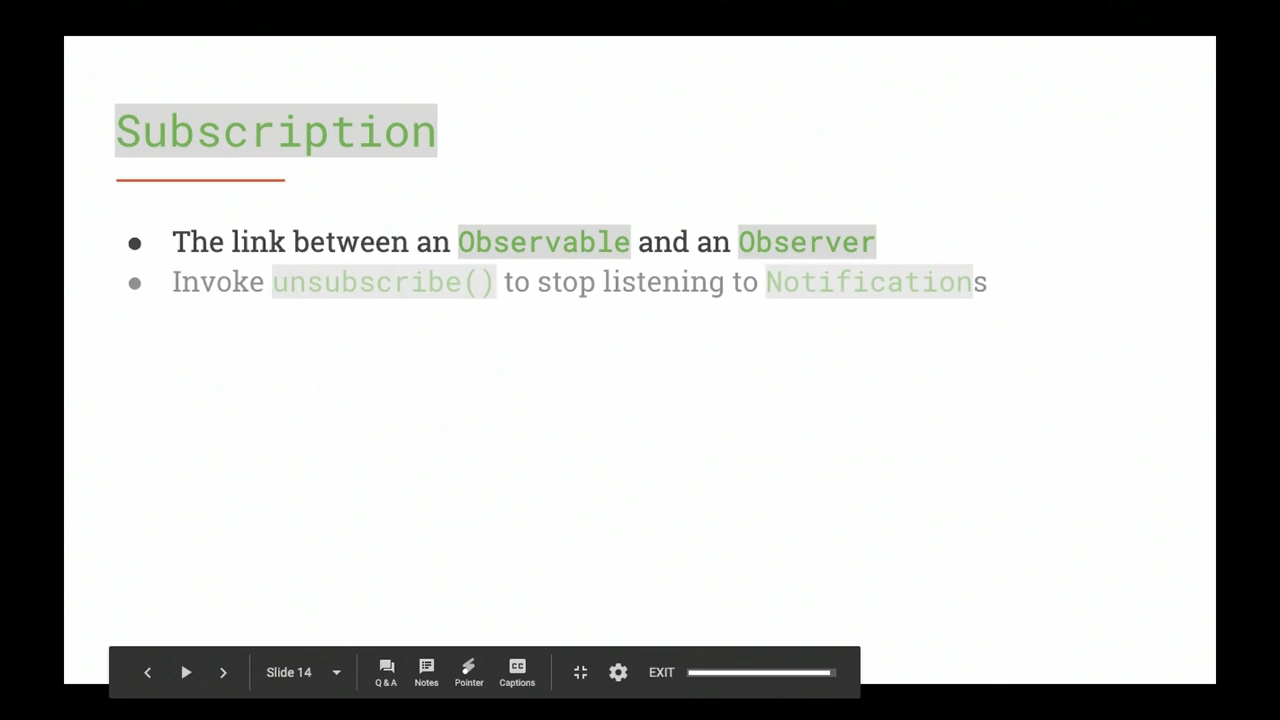 Subscription
● The link between an Observable and an Observer
● Invoke unsubscribe() to stop listening to Notifications
Slide 14
Q & A
Notes
Pointer
CC
Captions
EXIT